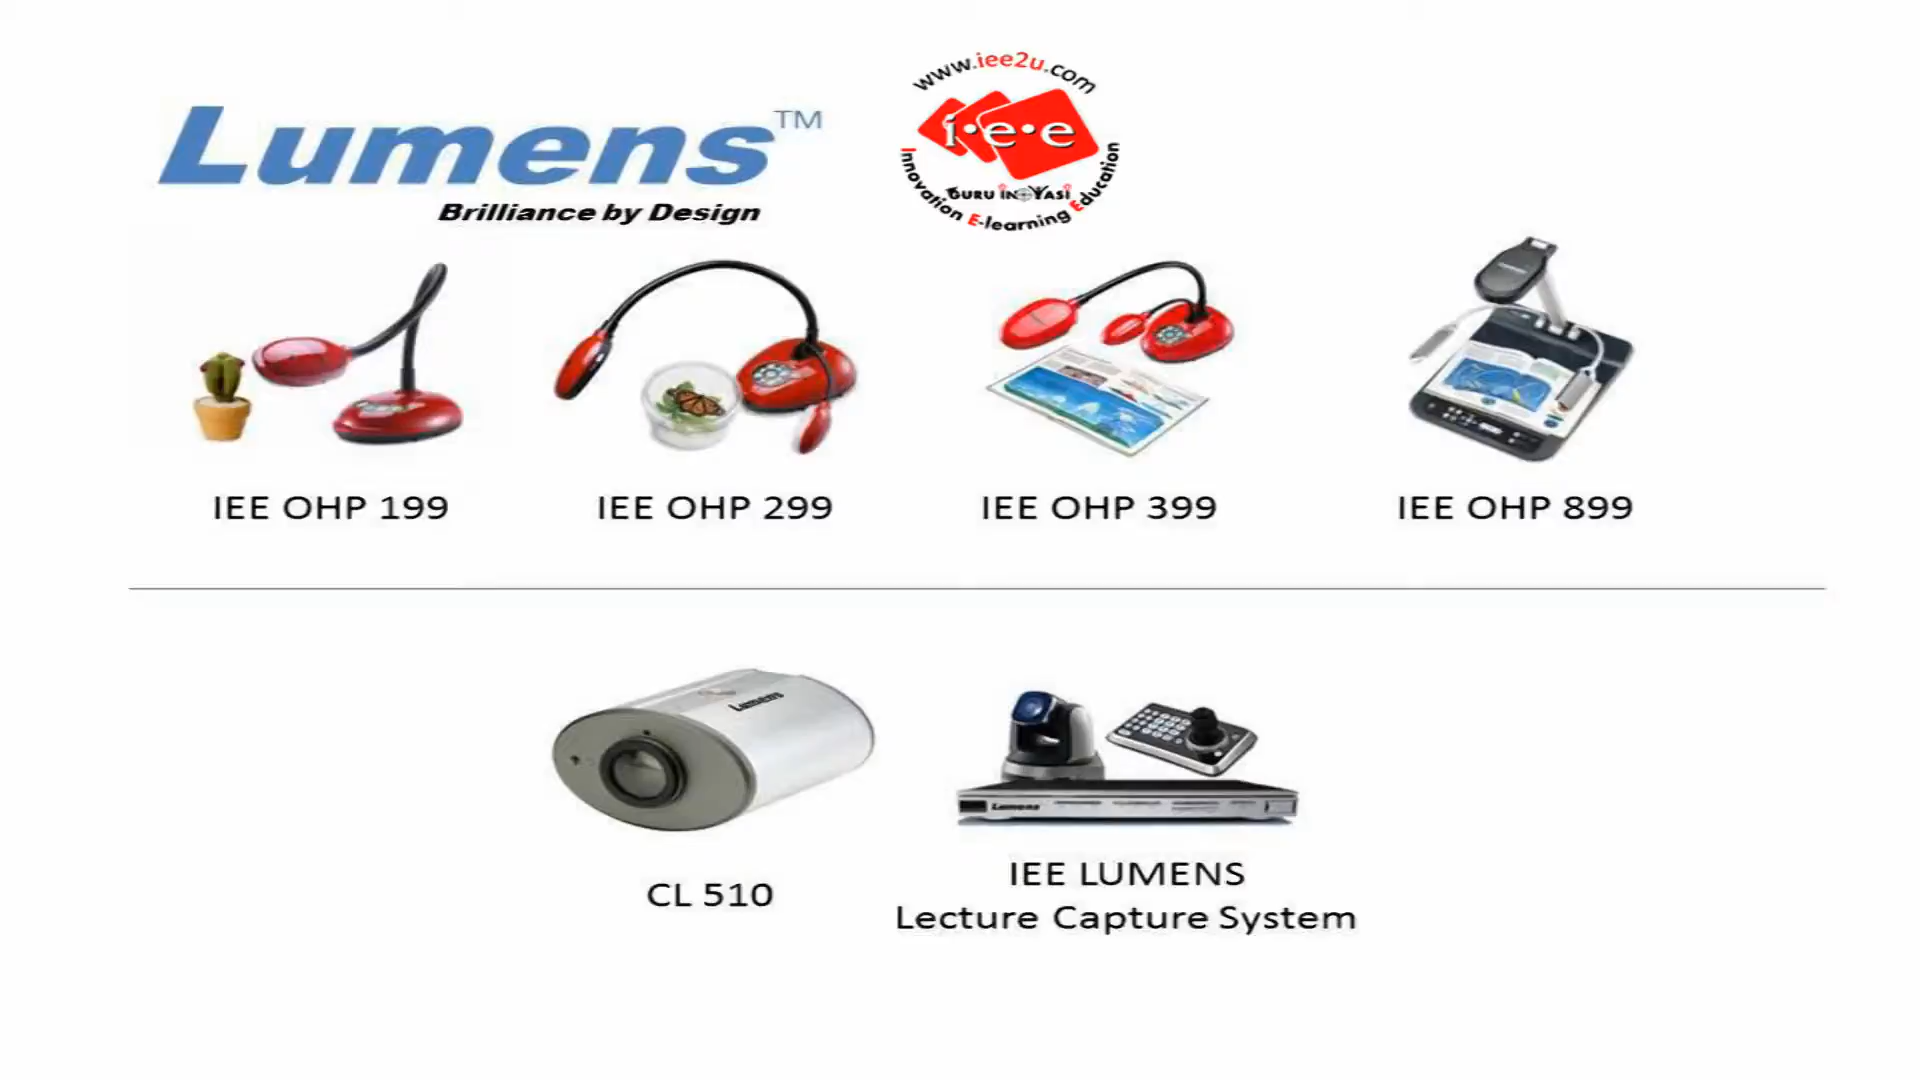 Lumens™
Brilliance by Design
www.iee2u.com
i•e•e
GURU INOVASI
Innovation E-learning Education
IEE OHP 199
IEE OHP 299
IEE OHP 399
IEE OHP 899
Lumens
Lumens
CL 510
IEE LUMENS
Lecture Capture System